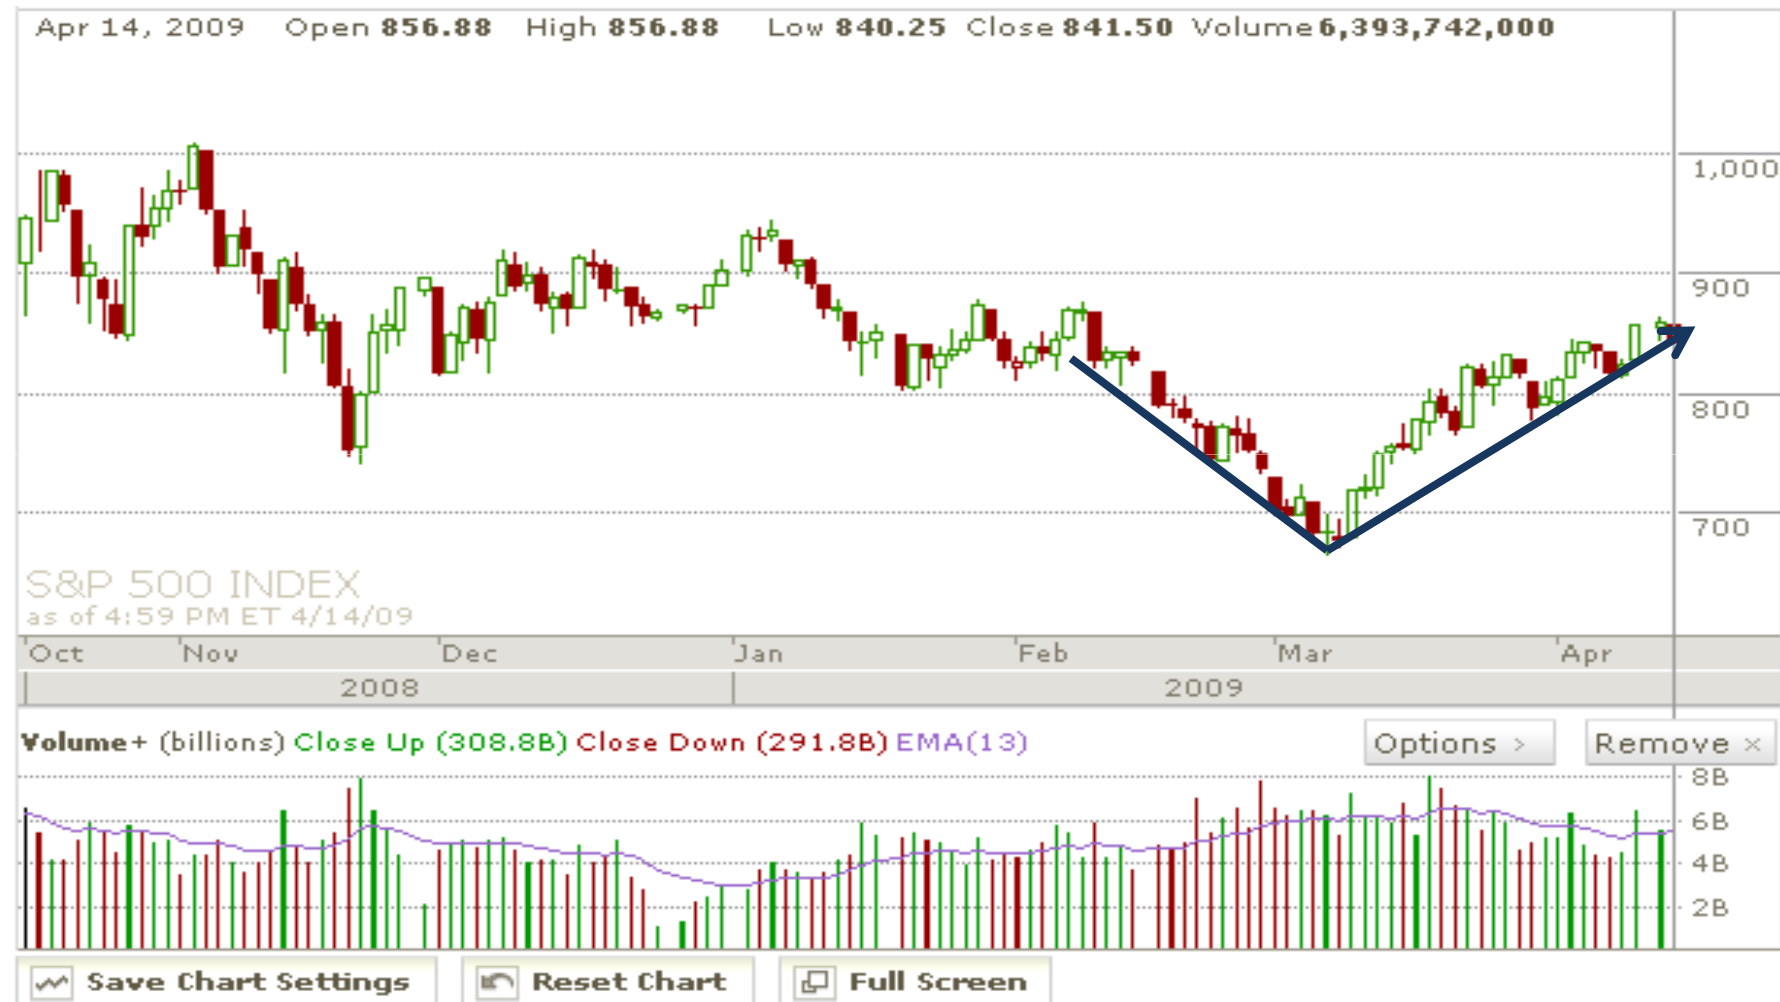 Apr 14, 2009 Open 856.88 High 856.88 Low 840.25 Close 841.50 Volume 6,393,742,000
1,000
900
800
700
S&P 500 INDEX
as of 4:59 PM ET 4/14/09
Oct Nov Dec Jan Feb Mar Apr
2008 2009
Volume+ (billions) Close Up (308.8B) Close Down (291.8B) EMA(13) Options > Remove ×
8B
6B
4B
2B
Save Chart Settings Reset Chart Full Screen